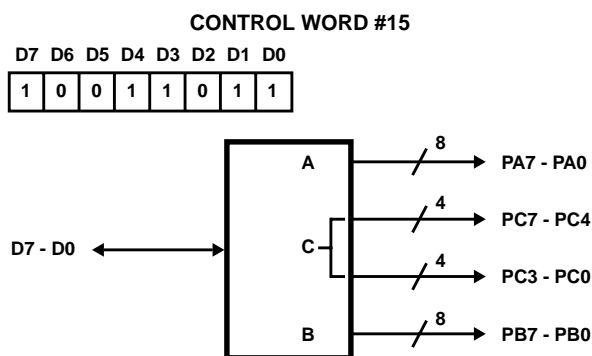 CONTROL WORD #15
D7 D6 D5 D4 D3 D2 D1 D0
1 0 0 1 1 0 1 1
8
A PA7 - PA0
4
PC7 - PC4
D7 - D0 C
4
PC3 - PC0
8
B PB7 - PB0